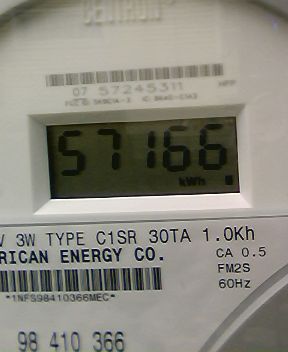 CENTRON
07 57245311
57166
kWh
V 3W TYPE C1SR 30TA 1.0Kh
RICAN ENERGY CO.
CA 0.5
FM2S
60Hz
*1NFS98410366MEC*
98 410 366